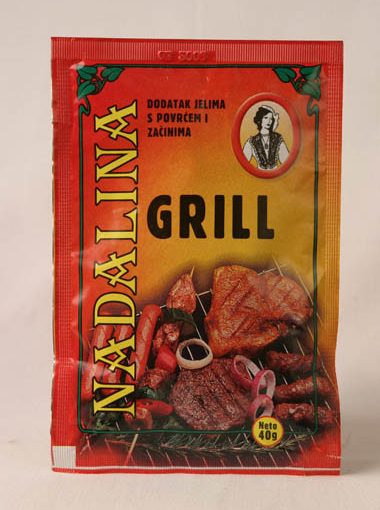 NADALINA
DODATAK JELIMA
S POVRĆEM I
ZAČINIMA
GRILL
Neto
40g